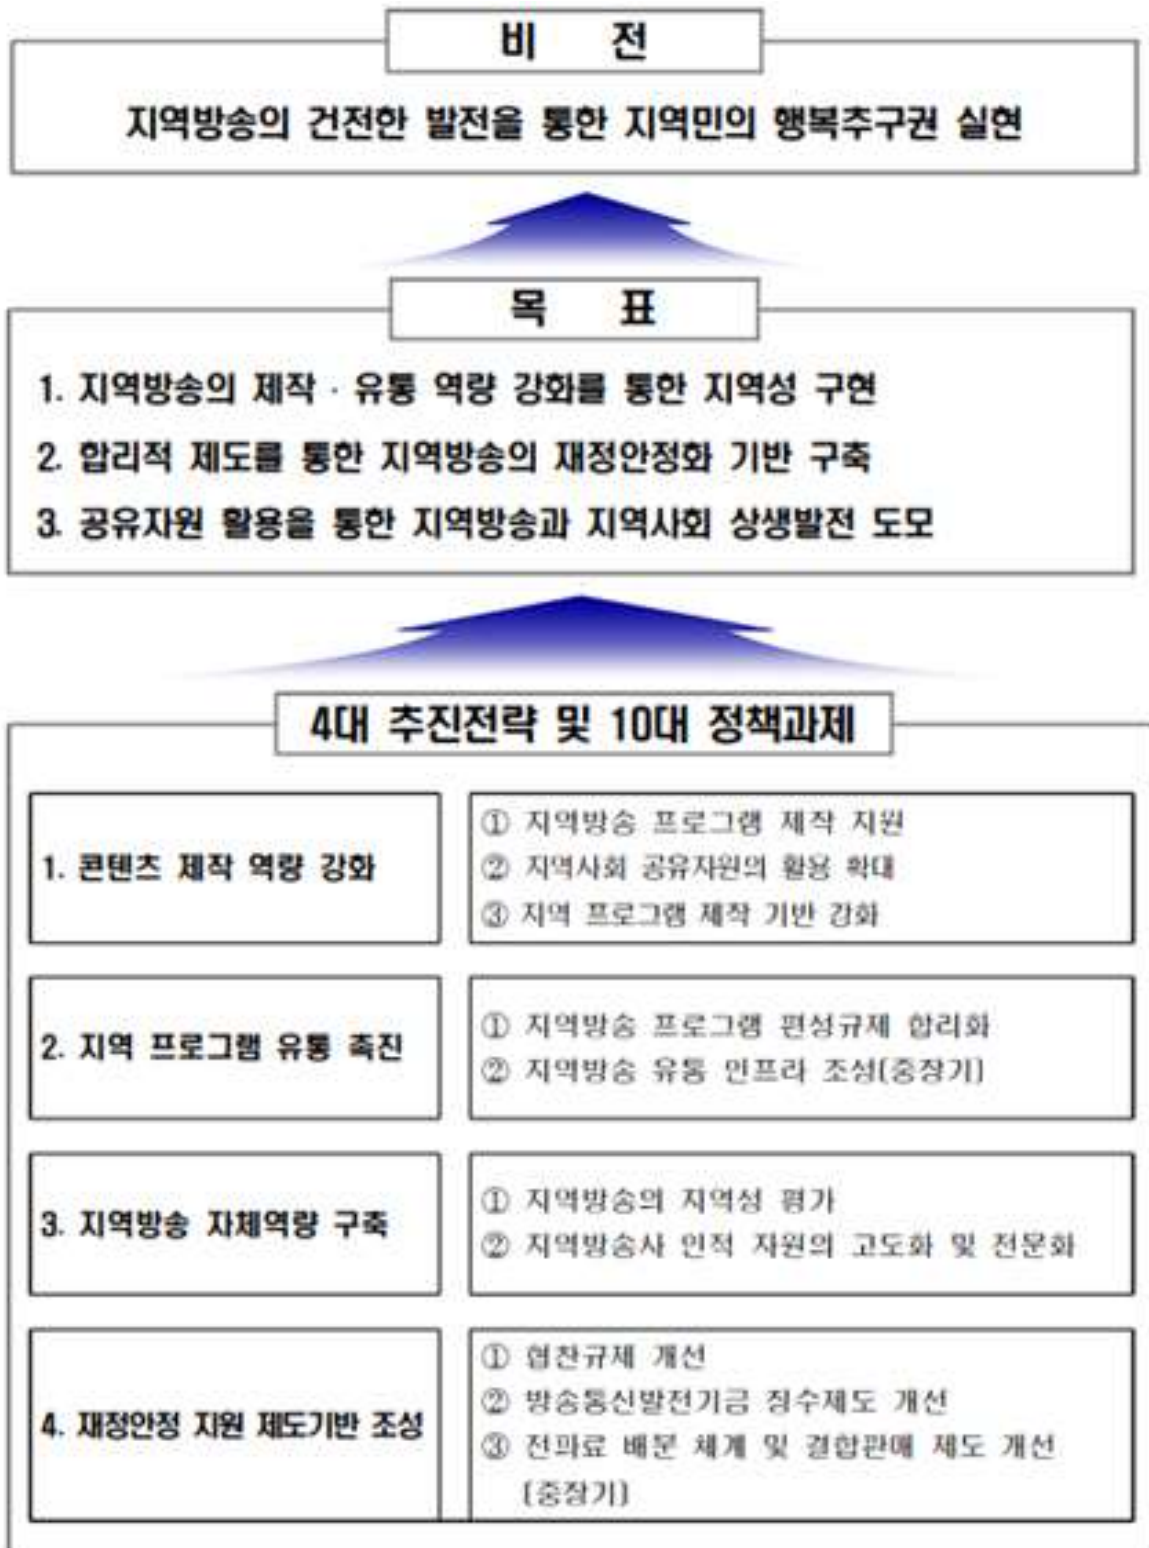 비 전
지역방송의 건전한 발전을 통한 지역민의 행복추구권 실현
목 표
1. 지역방송의 제작 · 유통 역량 강화를 통한 지역성 구현
2. 합리적 제도를 통한 지역방송의 재정안정화 기반 구축
3. 공유자원 활용을 통한 지역방송과 지역사회 상생발전 도모
4대 추진전략 및 10대 정책과제
1. 콘텐츠 제작 역량 강화
① 지역방송 프로그램 제작 지원
② 지역사회 공유자원의 활용 확대
③ 지역 프로그램 제작 기반 강화
2. 지역 프로그램 유통 촉진
① 지역방송 프로그램 편성규제 합리화
② 지역방송 유통 인프라 조성(중장기)
3. 지역방송 자체역량 구축
① 지역방송의 지역성 평가
② 지역방송사 인적 자원의 고도화 및 전문화
4. 재정안정 지원 제도기반 조성
① 협찬규제 개선
② 방송통신발전기금 징수제도 개선
③ 전파료 배분 체계 및 결합판매 제도 개선
(중장기)